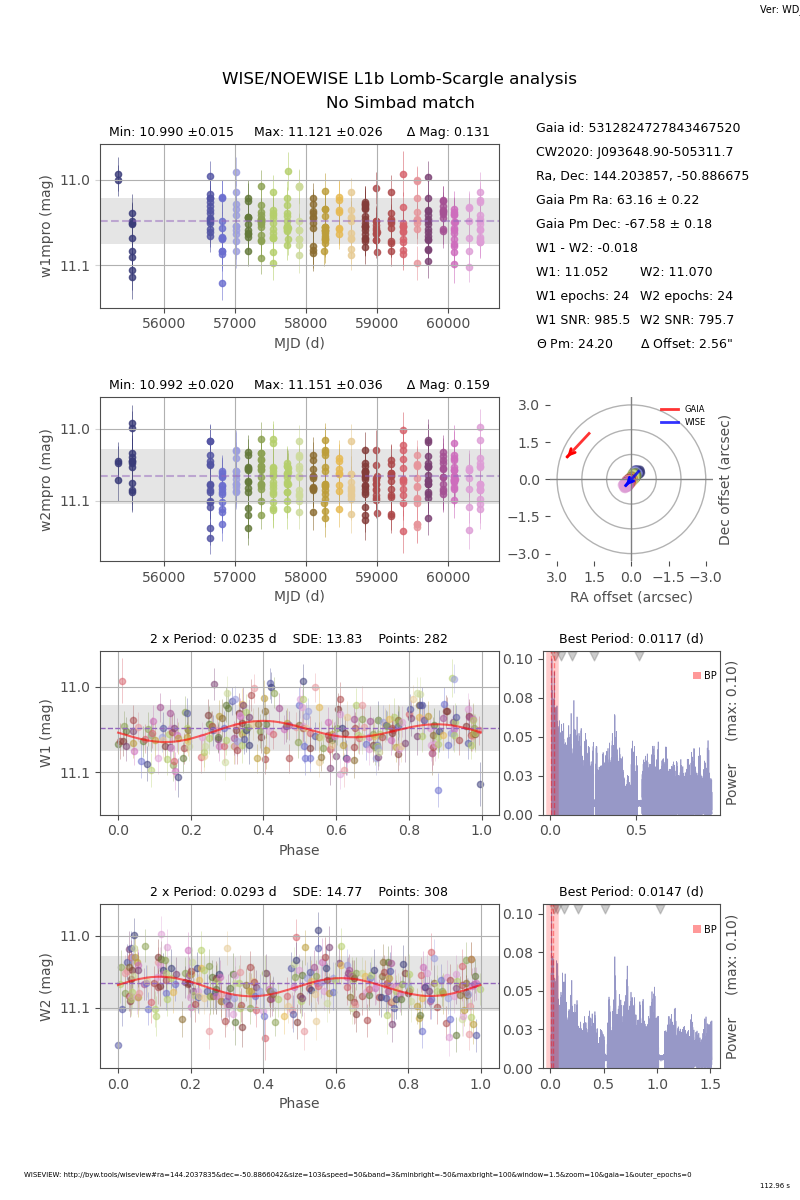 Ver: WD_
WISE/NOEWISE L1b Lomb-Scargle analysis
No Simbad match
Min: 10.990 ±0.015 Max: 11.121 ±0.026 Δ Mag: 0.131
w1mpro (mag)
11.0
11.1
56000 57000 58000 59000 60000
MJD (d)
Gaia id: 5312824727843467520
CW2020: J093648.90-505311.7
Ra, Dec: 144.203857, -50.886675
Gaia Pm Ra: 63.16 ± 0.22
Gaia Pm Dec: -67.58 ± 0.18
W1 - W2: -0.018
W1: 11.052 W2: 11.070
W1 epochs: 24 W2 epochs: 24
W1 SNR: 985.5 W2 SNR: 795.7
Θ Pm: 24.20 Δ Offset: 2.56"
Min: 10.992 ±0.020 Max: 11.151 ±0.036 Δ Mag: 0.159
w2mpro (mag)
11.0
11.1
56000 57000 58000 59000 60000
MJD (d)
GAIA
WISE
3.0
1.5
0.0
−1.5
−3.0
3.0 1.5 0.0 −1.5 −3.0
RA offset (arcsec)
Dec offset (arcsec)
2 x Period: 0.0235 d SDE: 13.83 Points: 282
W1 (mag)
11.0
11.1
0.0 0.2 0.4 0.6 0.8 1.0
Phase
Best Period: 0.0117 (d)
BP
0.10
0.08
0.05
0.03
0.00
0.0 0.5
Power (max: 0.10)
2 x Period: 0.0293 d SDE: 14.77 Points: 308
W2 (mag)
11.0
11.1
0.0 0.2 0.4 0.6 0.8 1.0
Phase
Best Period: 0.0147 (d)
BP
0.10
0.08
0.05
0.03
0.00
0.0 0.5 1.0 1.5
Power (max: 0.10)
WISEVIEW: http://byw.tools/wiseview#ra=144.2037835&dec=-50.8866042&size=103&speed=50&band=3&minbright=-50&maxbright=100&window=1.5&zoom=10&gaia=1&outer_epochs=0
112.96 s